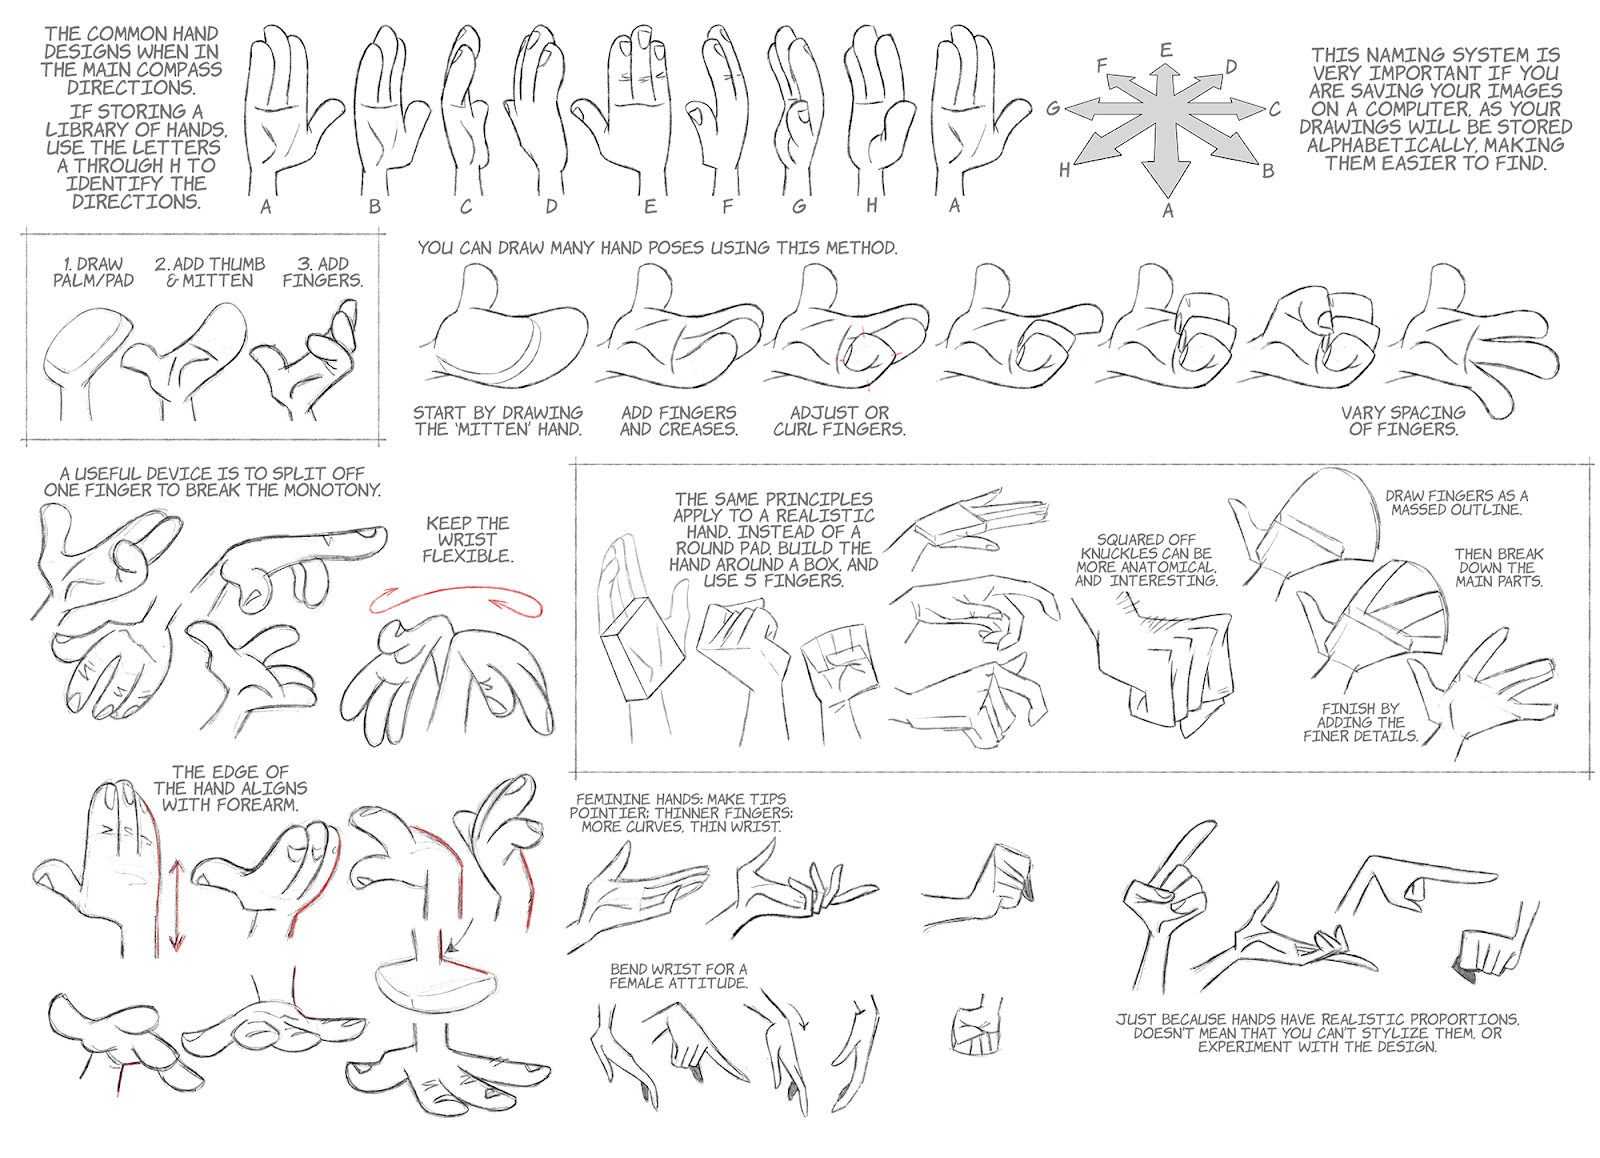 THE COMMON HAND
DESIGNS WHEN IN
THE MAIN COMPASS
DIRECTIONS.
IF STORING A
LIBRARY OF HANDS,
USE THE LETTERS
A THROUGH H TO
IDENTIFY THE
DIRECTIONS.
A B C D E F G H A
E
F D
G C
H B
A
THIS NAMING SYSTEM IS
VERY IMPORTANT IF YOU
ARE SAVING YOUR IMAGES
ON A COMPUTER, AS YOUR
DRAWINGS WILL BE STORED
ALPHABETICALLY, MAKING
THEM EASIER TO FIND.
1. DRAW
PALM/PAD
2. ADD THUMB
& MITTEN
3. ADD
FINGERS.
YOU CAN DRAW MANY HAND POSES USING THIS METHOD.
START BY DRAWING
THE 'MITTEN' HAND.
ADD FINGERS
AND CREASES.
ADJUST OR
CURL FINGERS.
VARY SPACING
OF FINGERS.
A USEFUL DEVICE IS TO SPLIT OFF
ONE FINGER TO BREAK THE MONOTONY.
KEEP THE
WRIST
FLEXIBLE.
THE SAME PRINCIPLES
APPLY TO A REALISTIC
HAND. INSTEAD OF A
ROUND PAD, BUILD THE
HAND AROUND A BOX, AND
USE 5 FINGERS.
SQUARED OFF
KNUCKLES CAN BE
MORE ANATOMICAL,
AND INTERESTING.
DRAW FINGERS AS A
MASSED OUTLINE.
THEN BREAK
DOWN THE
MAIN PARTS.
FINISH BY
ADDING THE
FINER DETAILS.
THE EDGE OF
THE HAND ALIGNS
WITH FOREARM.
FEMININE HANDS: MAKE TIPS
POINTIER; THINNER FINGERS;
MORE CURVES, THIN WRIST.
BEND WRIST FOR A
FEMALE ATTITUDE.
JUST BECAUSE HANDS HAVE REALISTIC PROPORTIONS,
DOESN'T MEAN THAT YOU CAN'T STYLIZE THEM, OR
EXPERIMENT WITH THE DESIGN.